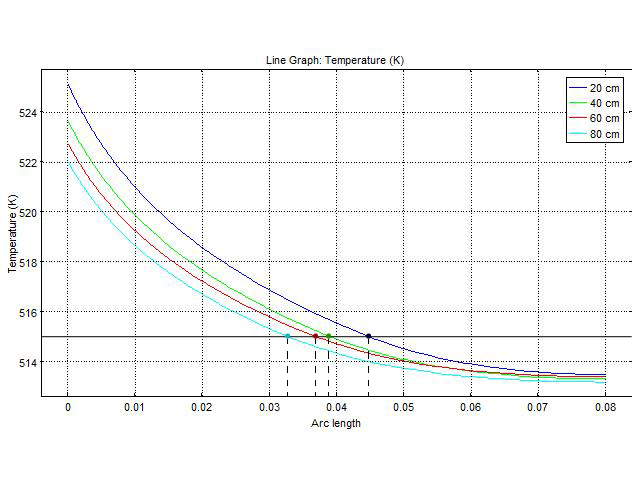 Line Graph: Temperature (K)
20 cm
40 cm
60 cm
80 cm
Temperature (K)
524
522
520
518
516
514
0 0.01 0.02 0.03 0.04 0.05 0.06 0.07 0.08
Arc length